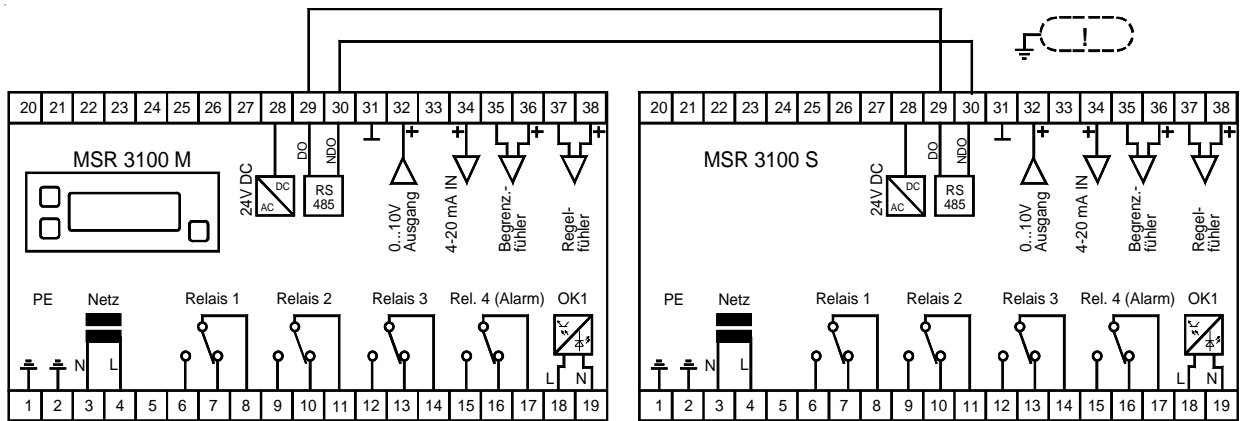 !
20 21 22 23 24 25 26 27 28 29 30 31 32 33 34 35 36 37 38
20 21 22 23 24 25 26 27 28 29 30 31 32 33 34 35 36 37 38
MSR 3100 M
24V DC
DC
AC
DO
NDO
RS
485
+
0...10V
Ausgang
+
4-20 mA IN
+
Begrenz.-
fühler
+
Regel-
fühler
PE
Netz
Relais 1
Relais 2
Relais 3
Rel. 4 (Alarm)
OK1
N
L
L
N
1 2 3 4 5 6 7 8 9 10 11 12 13 14 15 16 17 18 19
MSR 3100 S
24V DC
DC
AC
DO
NDO
RS
485
+
0...10V
Ausgang
+
4-20 mA IN
+
Begrenz.-
fühler
+
Regel-
fühler
PE
Netz
Relais 1
Relais 2
Relais 3
Rel. 4 (Alarm)
OK1
N
L
L
N
1 2 3 4 5 6 7 8 9 10 11 12 13 14 15 16 17 18 19